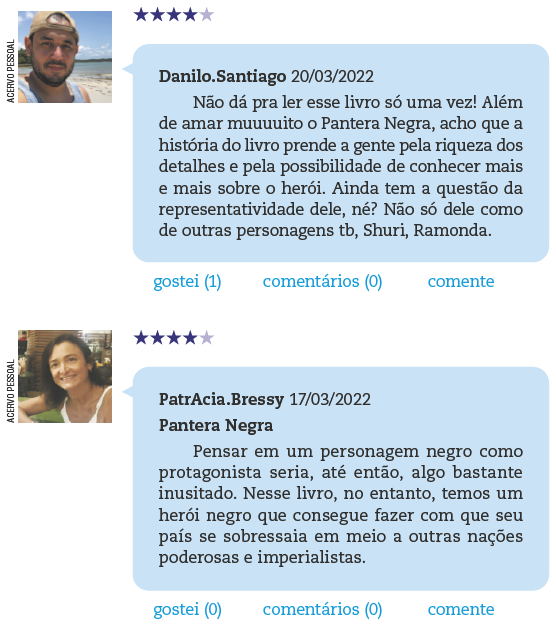 ACERVO PESSOAL
Danilo.Santiago 20/03/2022
Não dá pra ler esse livro só uma vez! Além
de amar muuuuito o Pantera Negra, acho que a
história do livro prende a gente pela riqueza dos
detalhes e pela possibilidade de conhecer mais
e mais sobre o herói. Ainda tem a questão da
representatividade dele, né? Não só dele como
de outras personagens tb, Shuri, Ramonda.
gostei (1) comentários (0) comente
ACERVO PESSOAL
PatrAcia.Bressy 17/03/2022
Pantera Negra
Pensar em um personagem negro como
protagonista seria, até então, algo bastante
inusitado. Nesse livro, no entanto, temos um
herói negro que consegue fazer com que seu
país se sobressaia em meio a outras nações
poderosas e imperialistas.
gostei (0) comentários (0) comente